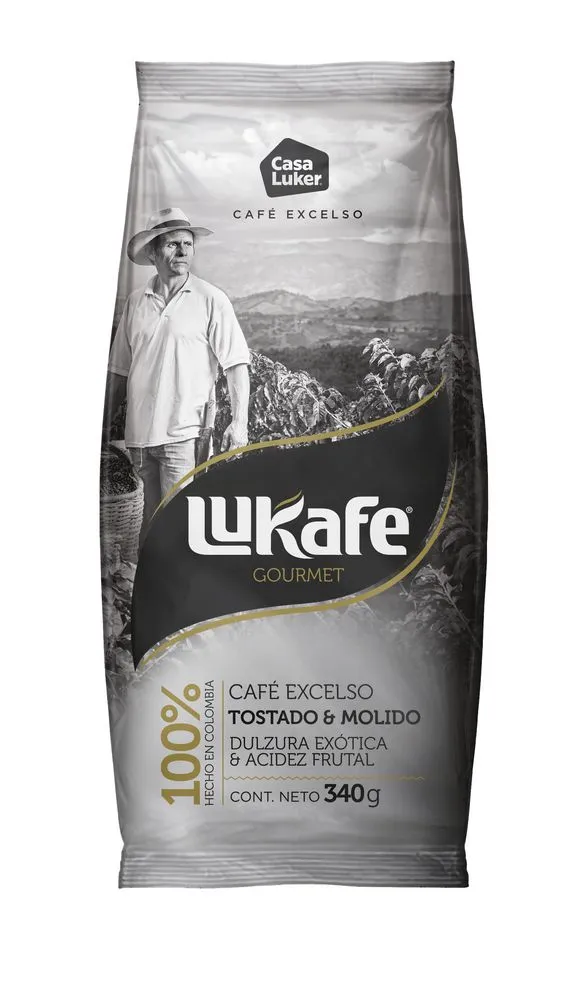 Casa
Luker
CAFÉ EXCELSO
LUKafe®
GOURMET
100%
HECHO EN COLOMBIA
CAFÉ EXCELSO
TOSTADO & MOLIDO
DULZURA EXÓTICA
& ACIDEZ FRUTAL
CONT. NETO 340g